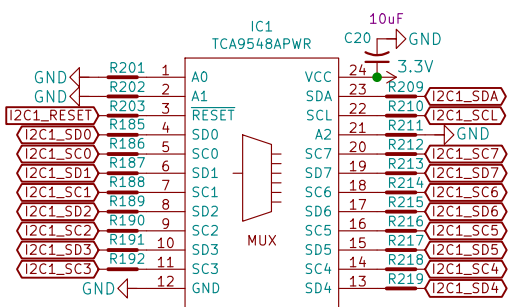 10uF
IC1
C20
GND
TCA9548APWR
3.3V
GND R201 1 A0 VCC 24
GND R202 2 A1 SDA 23 R209 I2C1_SDA
I2C1_RESET R203 3 RESET SCL 22 R210 I2C1_SCL
I2C1_SD0 R185 4 SD0 A2 21 R211 GND
I2C1_SC0 R186 5 SC0 SC7 20 R212 I2C1_SC7
I2C1_SD1 R187 6 SD1 SD7 19 R213 I2C1_SD7
I2C1_SC1 R188 7 SC1 SC6 18 R214 I2C1_SC6
I2C1_SD2 R189 8 SD2 SD6 17 R215 I2C1_SD6
I2C1_SC2 R190 9 SC2 SC5 16 R216 I2C1_SC5
I2C1_SD3 R191 10 SD3 SD5 15 R217 I2C1_SD5
I2C1_SC3 R192 11 SC3 SC4 14 R218 I2C1_SC4
GND 12 GND SD4 13 R219 I2C1_SD4
MUX